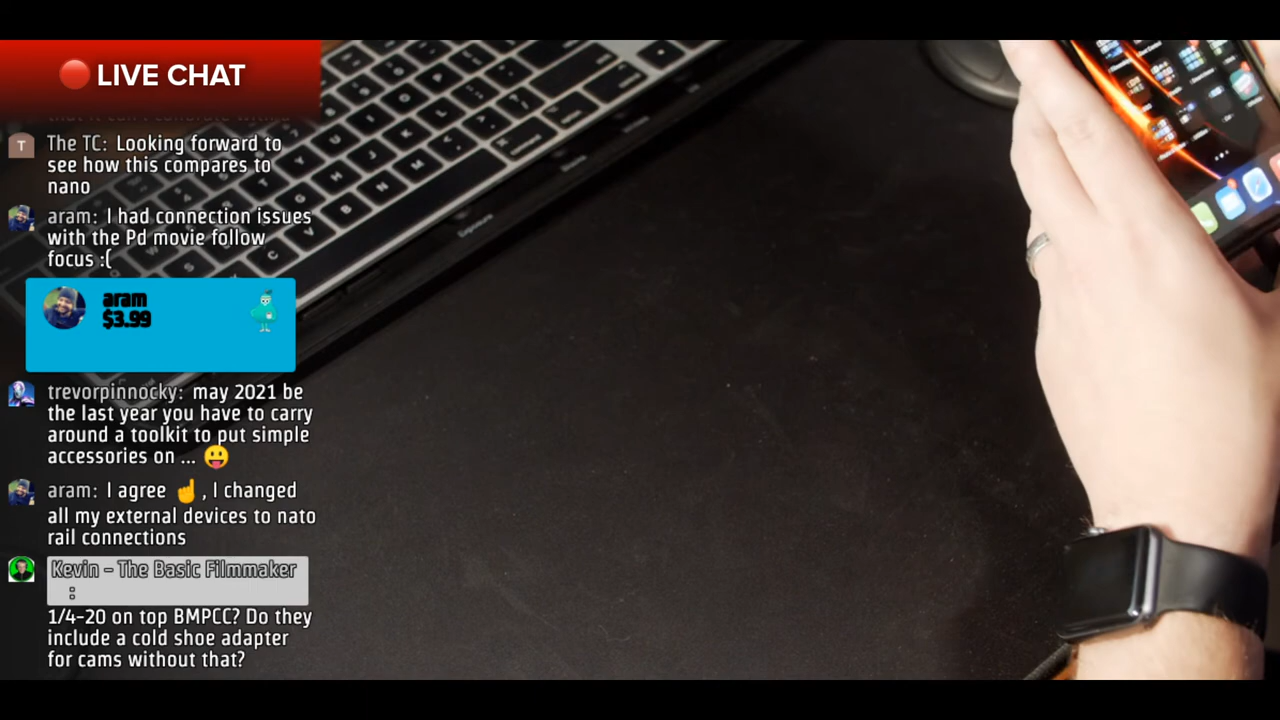 LIVE CHAT
T
The TC: Looking forward to
see how this compares to
nano
aram: I had connection issues
with the Pd movie follow
focus :(
aram
$3.99
trevorpinnocky: may 2021 be
the last year you have to carry
around a toolkit to put simple
accessories on ... 😛
aram: I agree ☝, I changed
all my external devices to nato
rail connections
Kevin - The Basic Filmmaker
:
1/4-20 on top BMPCC? Do they
include a cold shoe adapter
for cams without that?
Exposure